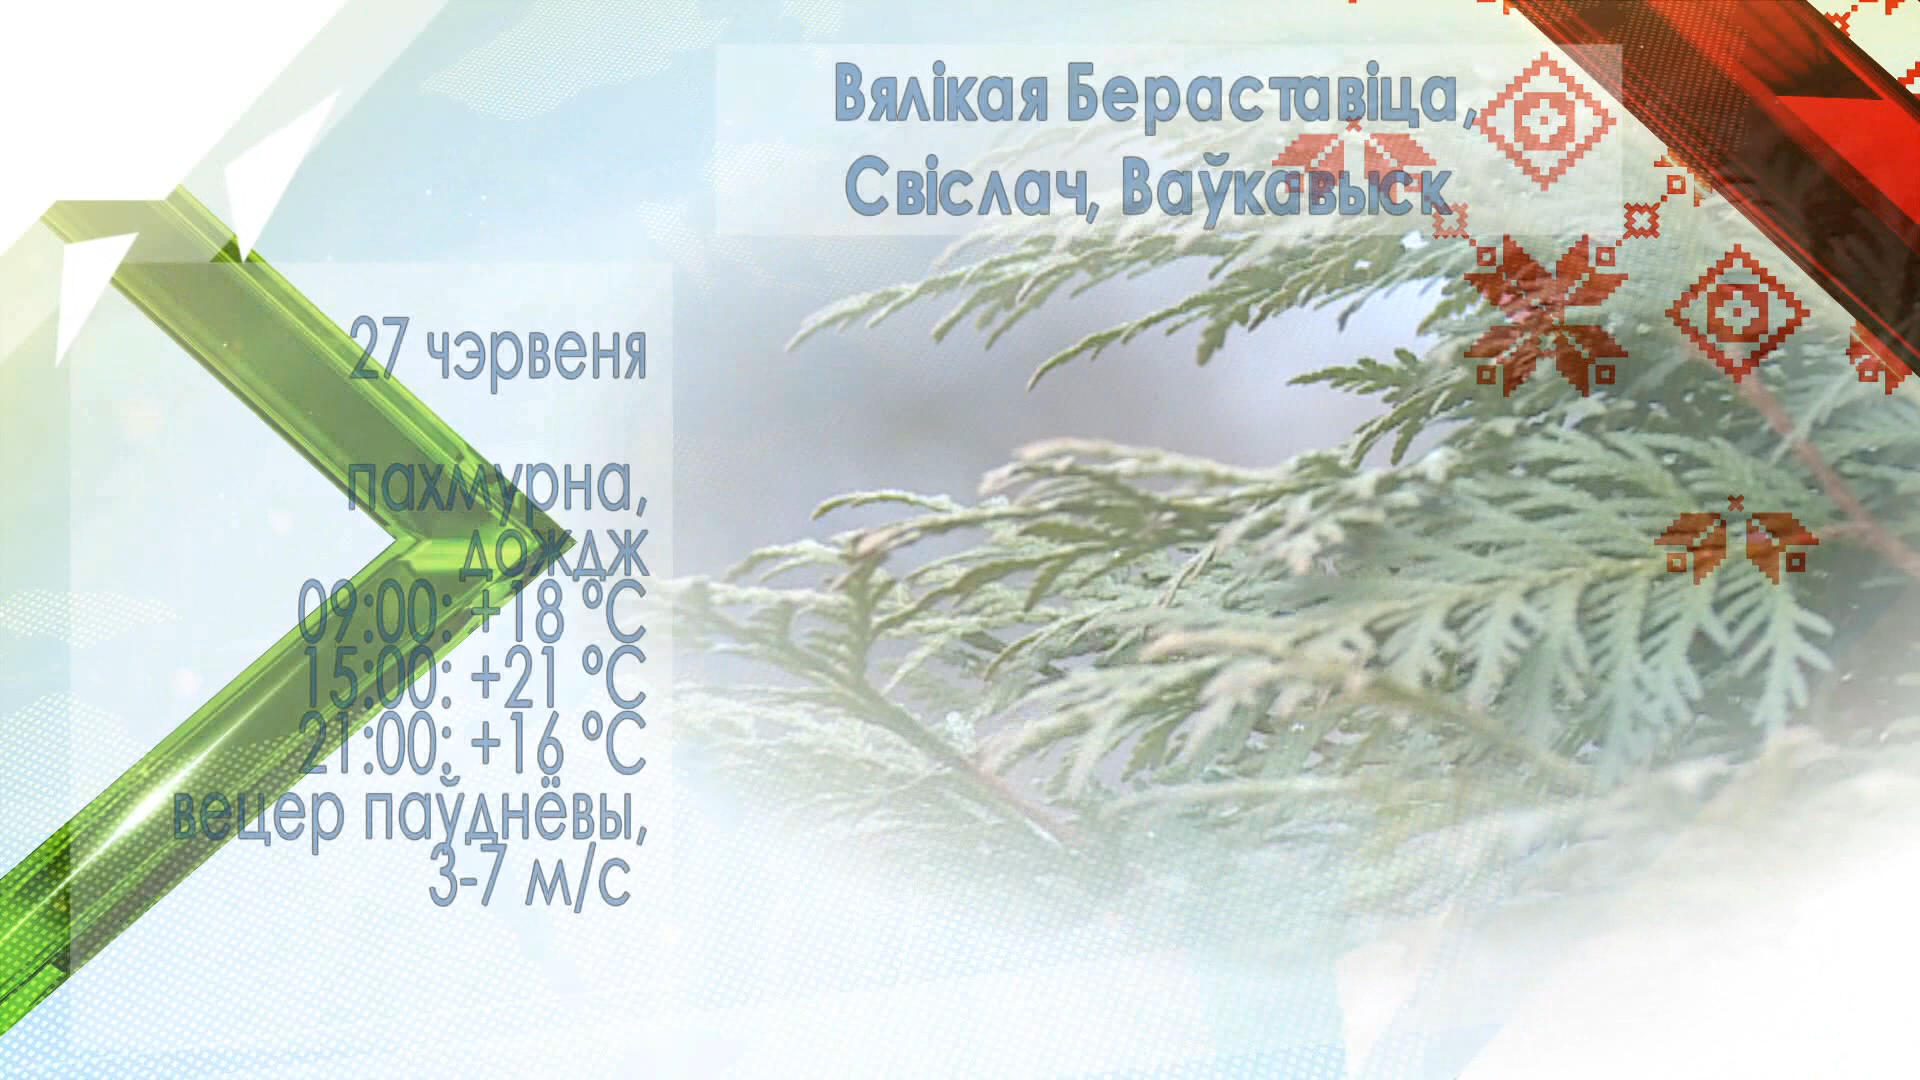 Вялікая Бераставіца,
Свіслач, Ваўкавыск
27 чэрвеня
пахмурна,
дождж
09:00: +18 °C
15:00: +21 °C
21:00: +16 °C
вецер паўднёвы,
3-7 м/с